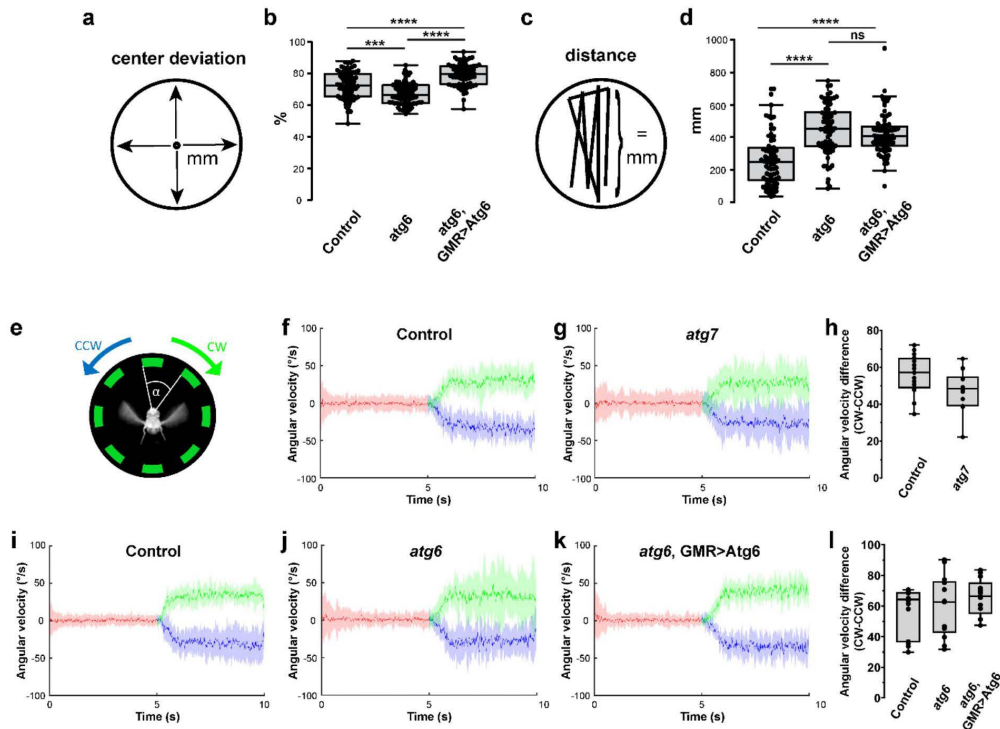 a
center deviation
mm
b
****
***
****
100
80
60
40
20
0
%
Control
atg6
atg6,
GMR>Atg6
c
distance
=
mm
d
****
ns
****
1000
800
600
400
200
0
mm
Control
atg6
atg6,
GMR>Atg6
e
CCW
CW
α
f
Control
100
50
0
-50
-100
Angular velocity (°/s)
0
5
10
Time (s)
g
atg7
100
50
0
-50
-100
Angular velocity (°/s)
0
5
10
Time (s)
h
80
60
40
20
0
Angular velocity difference
(CW-CCW)
Control
atg7
i
Control
100
50
0
-50
-100
Angular velocity (°/s)
0
5
10
Time (s)
j
atg6
100
50
0
-50
-100
Angular velocity (°/s)
0
5
10
Time (s)
k
atg6, GMR>Atg6
100
50
0
-50
-100
Angular velocity (°/s)
0
5
10
Time (s)
l
100
80
60
40
20
0
Angular velocity difference
(CW-CCW)
Control
atg6
atg6,
GMR>Atg6